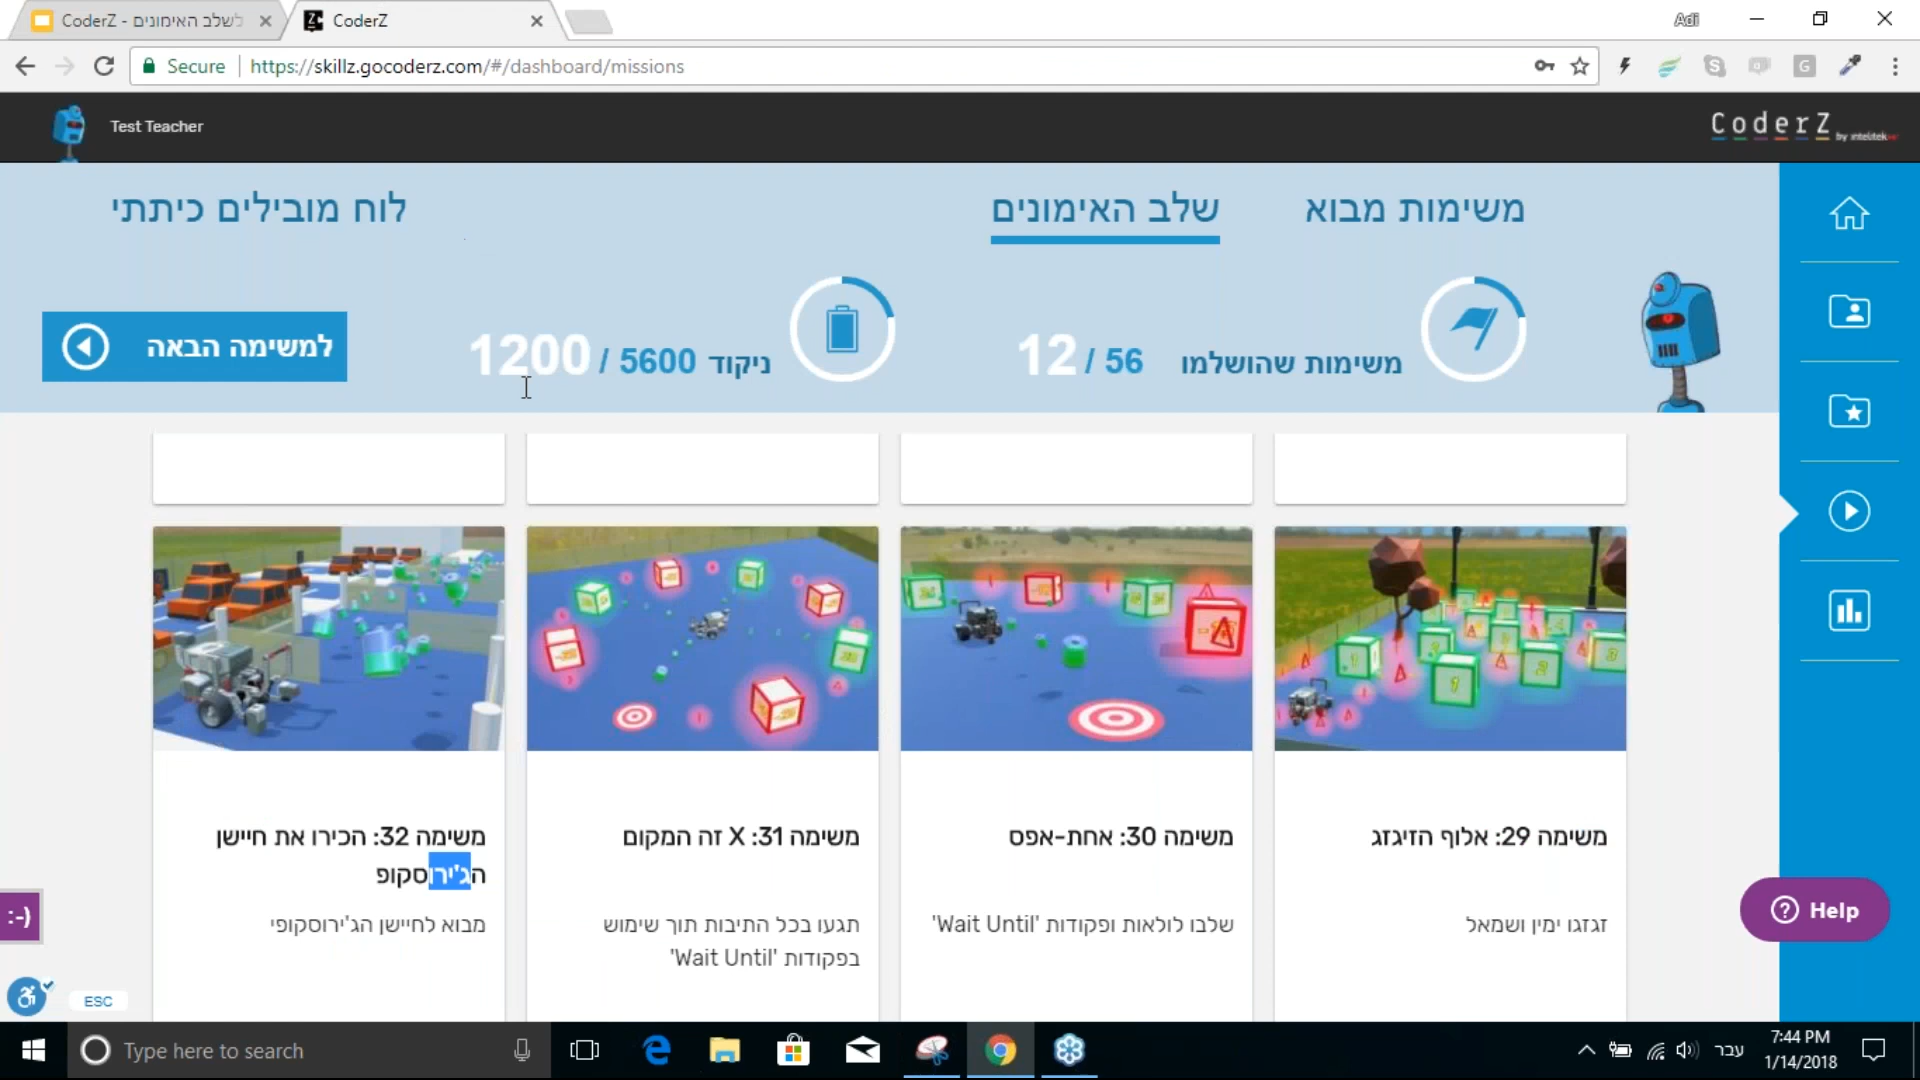 CoderZ - לשלב האימונים
CoderZ
Adi
Secure
https://skillz.gocoderz.com/#/dashboard/missions
Test Teacher
CoderZ by intelitek
משימות מבוא
שלב האימונים
לוח מובילים כיתתי
משימות שהושלמו 12 / 56
ניקוד 1200 / 5600
למשימה הבאה
משימה 29: אלוף הזיגזג
זגזגו ימין ושמאל
משימה 30: אחת-אפס
שלבו לולאות ופקודות 'Wait Until'
משימה 31: X זה המקום
תגעו בכל התיבות תוך שימוש
בפקודות 'Wait Until'
משימה 32: הכירו את חיישן
הג'ירוסקופ
מבוא לחיישן הג'ירוסקופי
Help
:-)
ESC
Type here to search
עבר
7:44 PM
1/14/2018